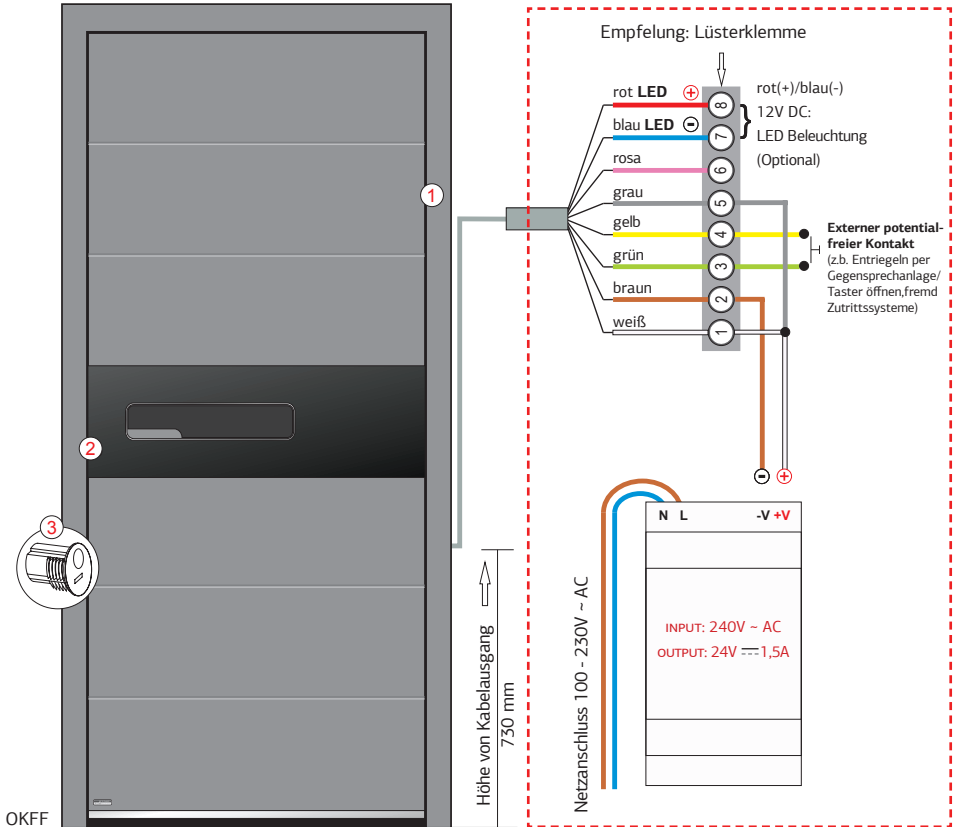 Empfelung: Lüsterklemme
rot LED +
blau LED -
rosa
grau
gelb
grün
braun
weiß
8
7
6
5
4
3
2
1
rot(+)/blau(-)
12V DC:
LED Beleuchtung
(Optional)
Externer potential-
freier Kontakt
(z.b. Entriegeln per
Gegensprechanlage/
Taster öffnen,fremd
Zutrittssysteme)
1
2
3
- +
N L -V +V
INPUT: 240V ~ AC
OUTPUT: 24V ⎓ 1,5A
Netzanschluss 100 - 230V ~ AC
Höhe von Kabelausgang
730 mm
OKFF